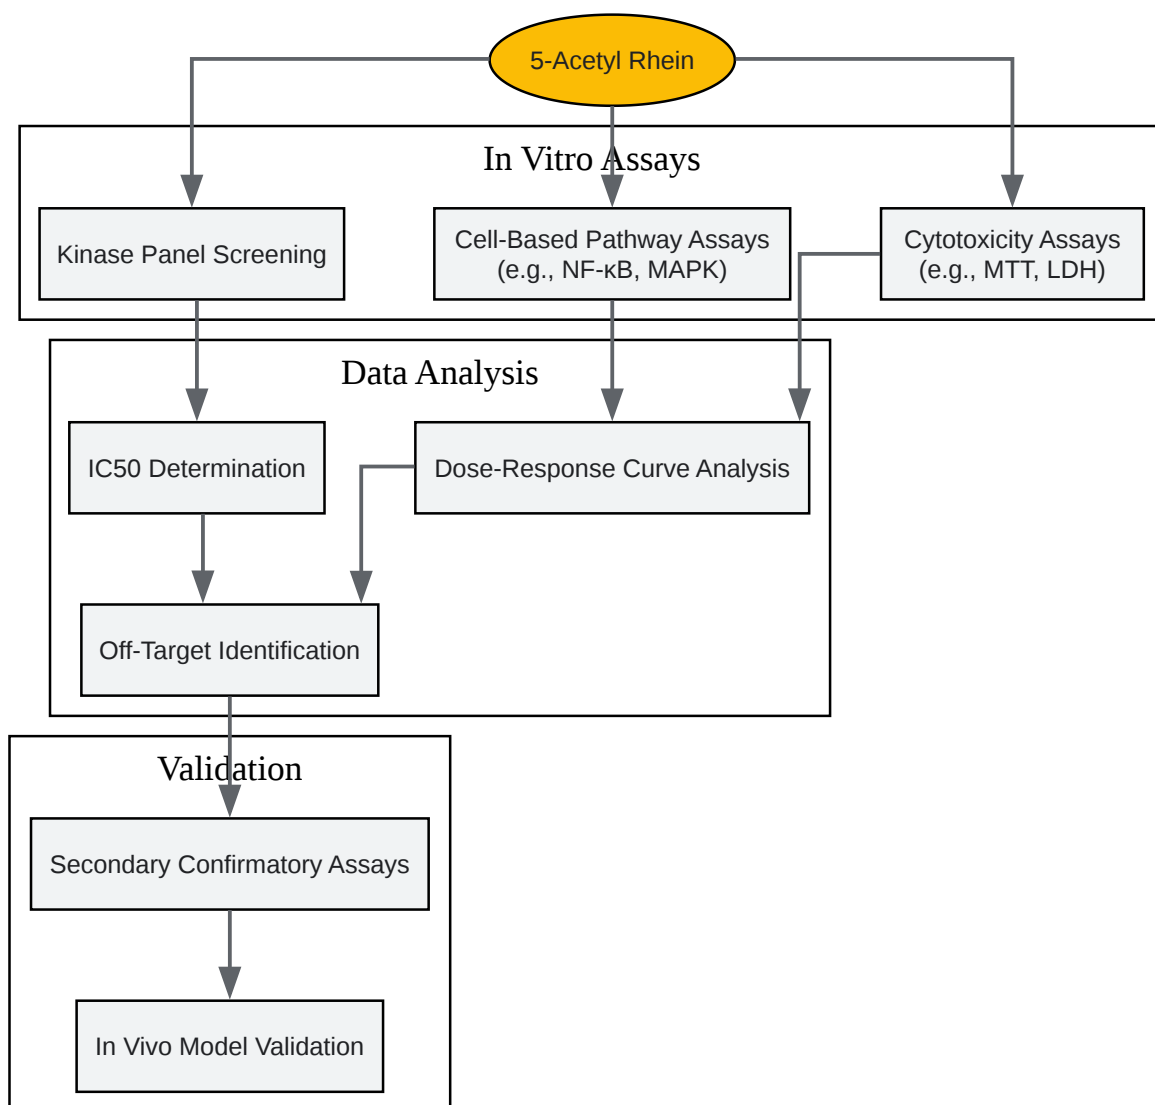 5-Acetyl Rhein
In Vitro Assays
Kinase Panel Screening
Cell-Based Pathway Assays
(e.g., NF-κB, MAPK)
Cytotoxicity Assays
(e.g., MTT, LDH)
Data Analysis
IC50 Determination
Dose-Response Curve Analysis
Off-Target Identification
Validation
Secondary Confirmatory Assays
In Vivo Model Validation